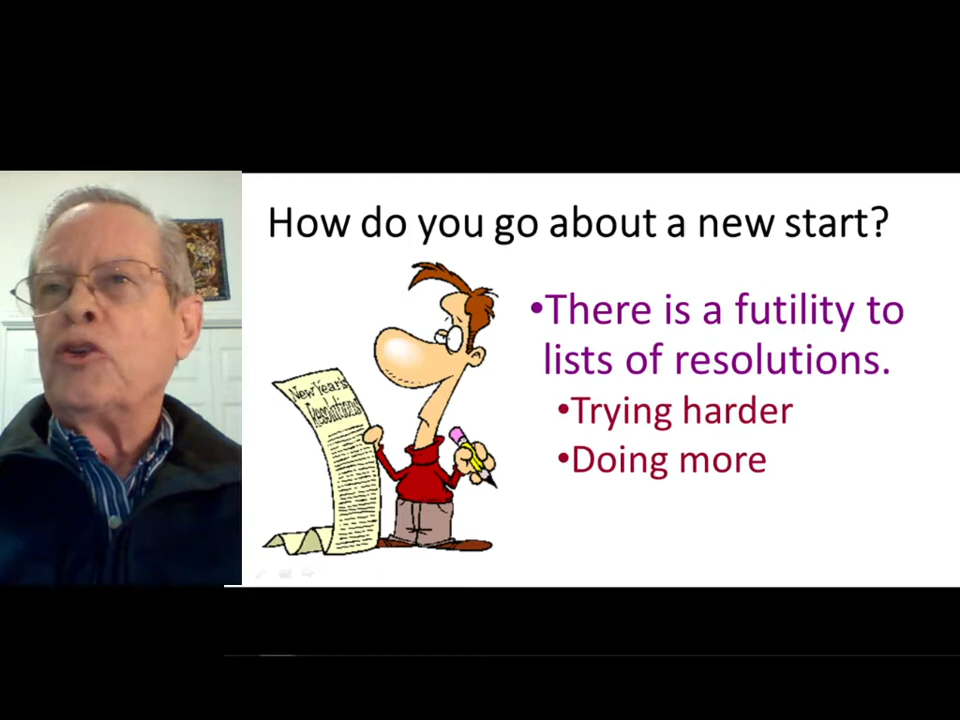 How do you go about a new start?
New Year's
Resolutions
•There is a futility to
lists of resolutions.
•Trying harder
•Doing more